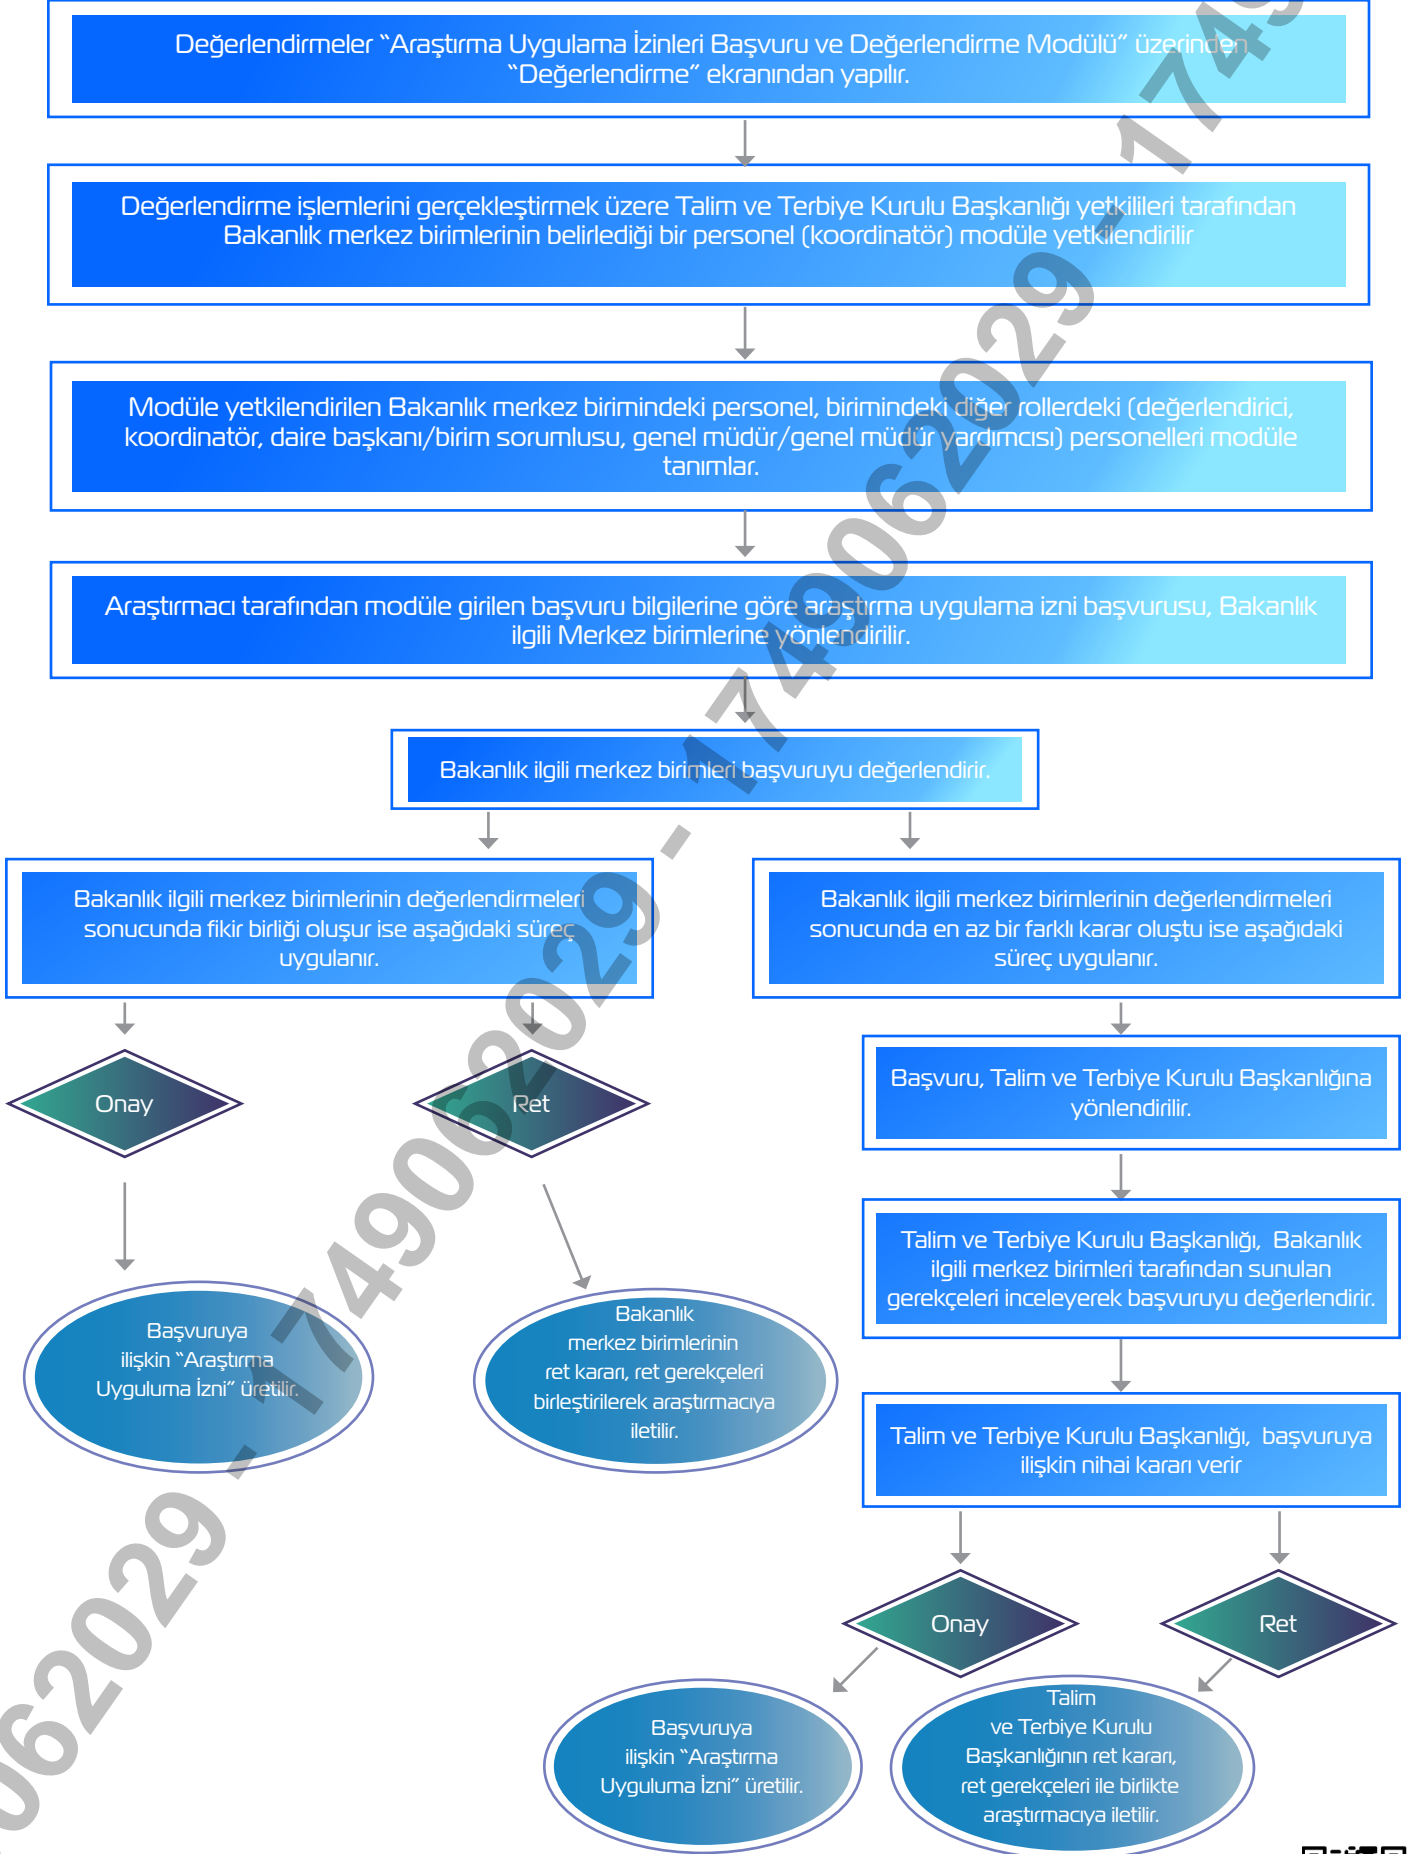 Değerlendirmeler “Araştırma Uygulama İzinleri Başvuru ve Değerlendirme Modülü” üzerinden
“Değerlendirme” ekranından yapılır.
Değerlendirme işlemlerini gerçekleştirmek üzere Talim ve Terbiye Kurulu Başkanlığı yetkilileri tarafından
Bakanlık merkez birimlerinin belirlediği bir personel (koordinatör) modüle yetkilendirilir
Modüle yetkilendirilen Bakanlık merkez birimindeki personel, birimindeki diğer rollerdeki (değerlendirici,
koordinatör, daire başkanı/birim sorumlusu, genel müdür/genel müdür yardımcısı) personelleri modüle
tanımlar.
Araştırmacı tarafından modüle girilen başvuru bilgilerine göre araştırma uygulama izni başvurusu, Bakanlık
ilgili Merkez birimlerine yönlendirilir.
Bakanlık ilgili merkez birimleri başvuruyu değerlendirir.
Bakanlık ilgili merkez birimlerinin değerlendirmeleri
sonucunda fikir birliği oluşur ise aşağıdaki süreç
uygulanır.
Bakanlık ilgili merkez birimlerinin değerlendirmeleri
sonucunda en az bir farklı karar oluştu ise aşağıdaki
süreç uygulanır.
Onay
Ret
Başvuru, Talim ve Terbiye Kurulu Başkanlığına
yönlendirilir.
Talim ve Terbiye Kurulu Başkanlığı, Bakanlık
ilgili merkez birimleri tarafından sunulan
gerekçeleri inceleyerek başvuruyu değerlendirir.
Başvuruya
ilişkin “Araştırma
Uyguluma İzni” üretilir.
Bakanlık
merkez birimlerinin
ret kararı, ret gerekçeleri
birleştirilerek araştırmacıya
iletilir.
Talim ve Terbiye Kurulu Başkanlığı, başvuruya
ilişkin nihai kararı verir
Onay
Ret
Başvuruya
ilişkin “Araştırma
Uyguluma İzni” üretilir.
Talim
ve Terbiye Kurulu
Başkanlığının ret kararı,
ret gerekçeleri ile birlikte
araştırmacıya iletilir.
062029 - 1749062029 - 1749062029 - 1749